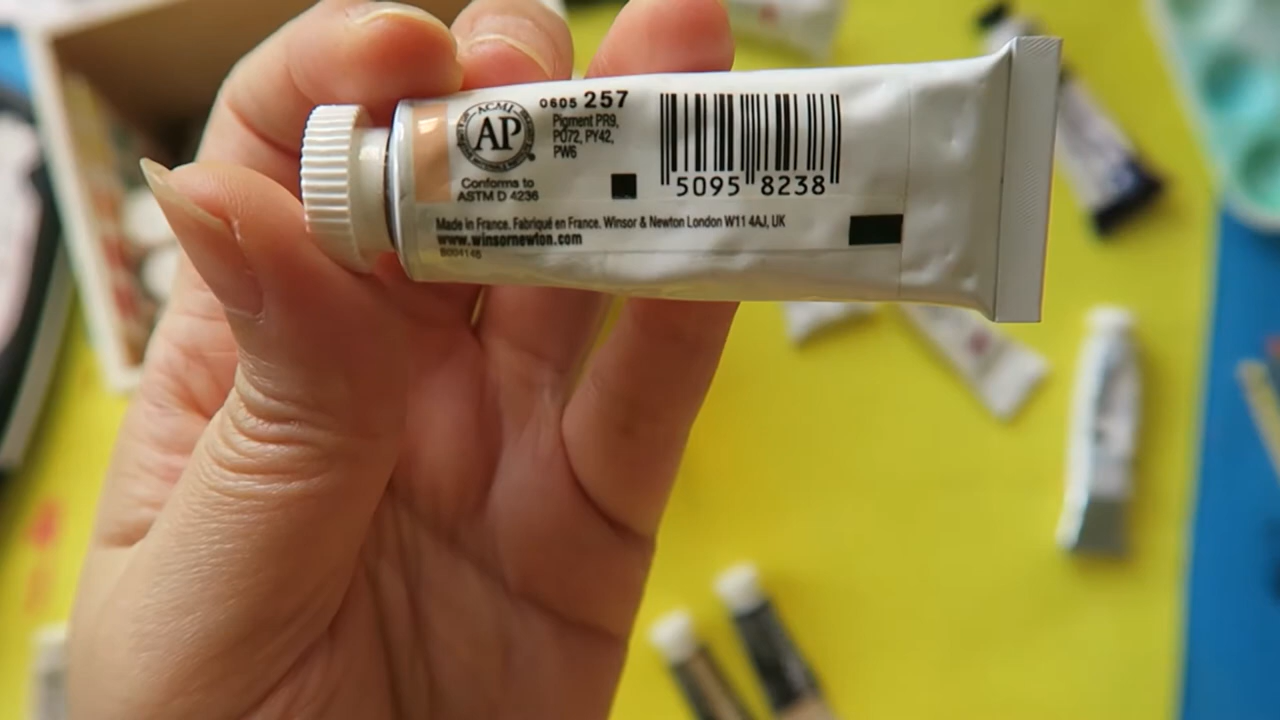 ACMI
AP
Conforms to
ASTM D 4236
0605 257
Pigment PR9,
PO72, PY42,
PW6
5095 8238
Made in France. Fabriqué en France. Winsor & Newton London W11 4AJ, UK
www.winsornewton.com